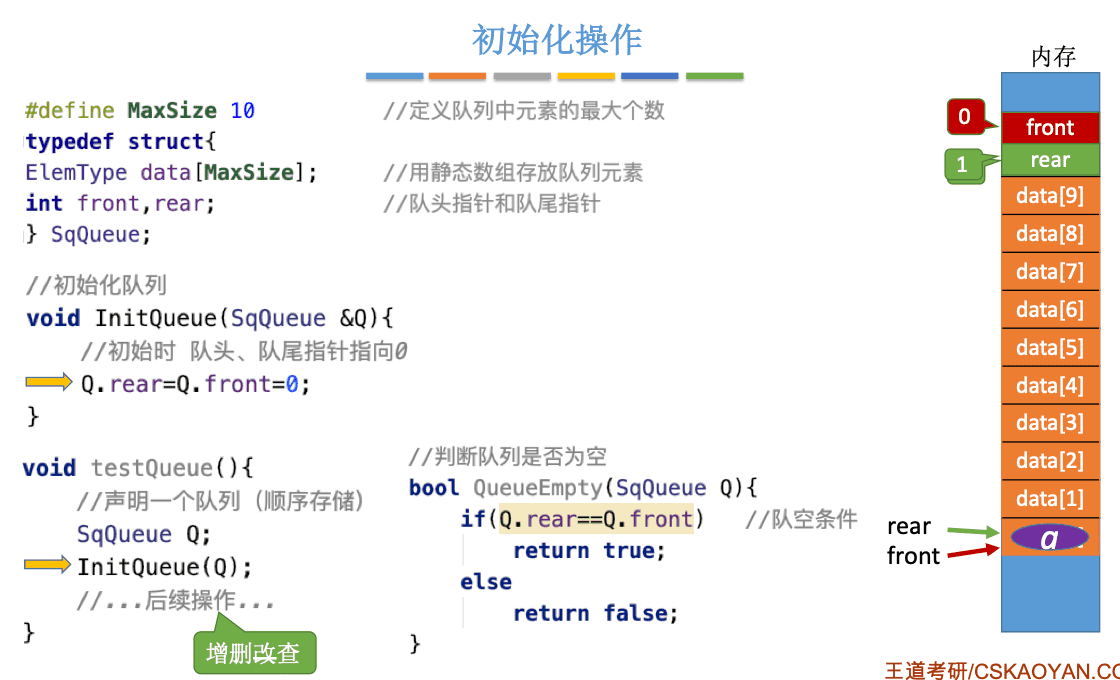 初始化操作
#define MaxSize 10 //定义队列中元素的最大个数
typedef struct{
ElemType data[MaxSize]; //用静态数组存放队列元素
int front,rear; //队头指针和队尾指针
} SqQueue;
//初始化队列
void InitQueue(SqQueue &Q){
//初始时 队头、队尾指针指向0
Q.rear=Q.front=0;
}
void testQueue(){
//声明一个队列（顺序存储）
SqQueue Q;
InitQueue(Q);
//...后续操作...
}
增删改查
//判断队列是否为空
bool QueueEmpty(SqQueue Q){
if(Q.rear==Q.front) //队空条件
return true;
else
return false;
}
内存
0
front
1
rear
data[9]
data[8]
data[7]
data[6]
data[5]
data[4]
data[3]
data[2]
data[1]
rear
front
a
王道考研/CSKAOYAN.CO